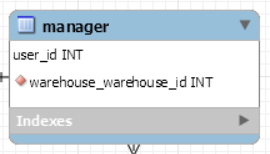 manager
user_id INT
warehouse_warehouse_id INT
Indexes